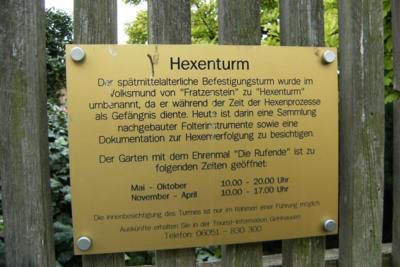 Hexenturm
Der spätmittelalterliche Befestigungsturm wurde im
Volksmund von "Fratzenstein" zu "Hexenturm"
umbenannt, da er während der Zeit der Hexenprozesse
als Gefängnis diente. Heute ist darin eine Sammlung
nachgebauter Folterinstrumente sowie eine
Dokumentation zur Hexenverfolgung zu besichtigen.
Der Garten mit dem Ehrenmal "Die Rufende" ist zu
folgenden Zeiten geöffnet:
Mai - Oktober 10.00 - 20.00 Uhr
November - April 10.00 - 17.00 Uhr
Die Innenbesichtigung des Turmes ist nur im Rahmen einer Führung möglich.
Auskünfte erhalten Sie in der Tourist-Information Gelnhausen
Telefon: 06051 - 830 300